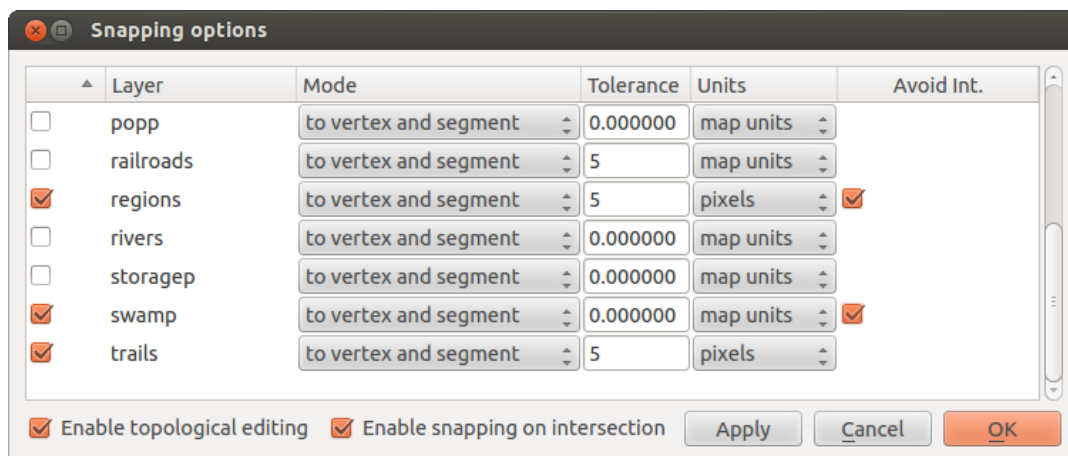 Snapping options
Layer Mode Tolerance Units Avoid Int.
popp to vertex and segment 0.000000 map units
railroads to vertex and segment 5 map units
regions to vertex and segment 5 pixels
rivers to vertex and segment 0.000000 map units
storagep to vertex and segment 0.000000 map units
swamp to vertex and segment 0.000000 map units
trails to vertex and segment 5 pixels
Enable topological editing Enable snapping on intersection Apply Cancel OK